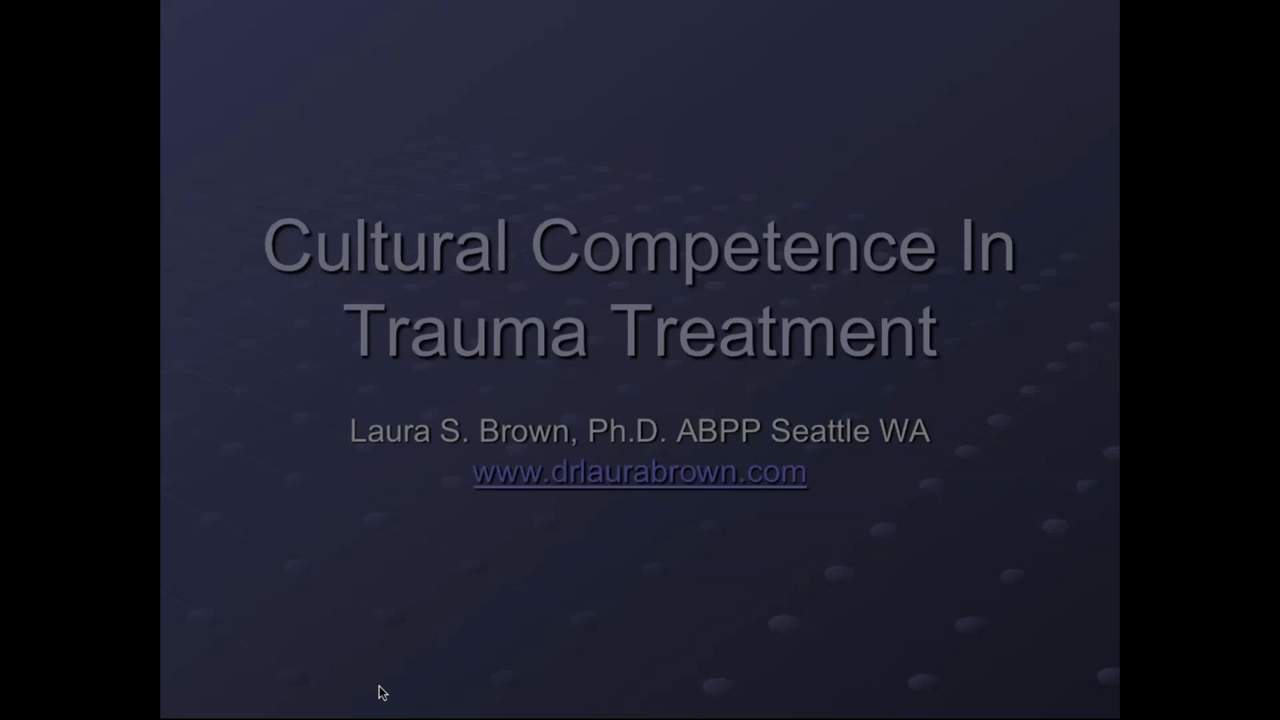 Cultural Competence In
Trauma Treatment
Laura S. Brown, Ph.D. ABPP Seattle WA
www.drlaurabrown.com